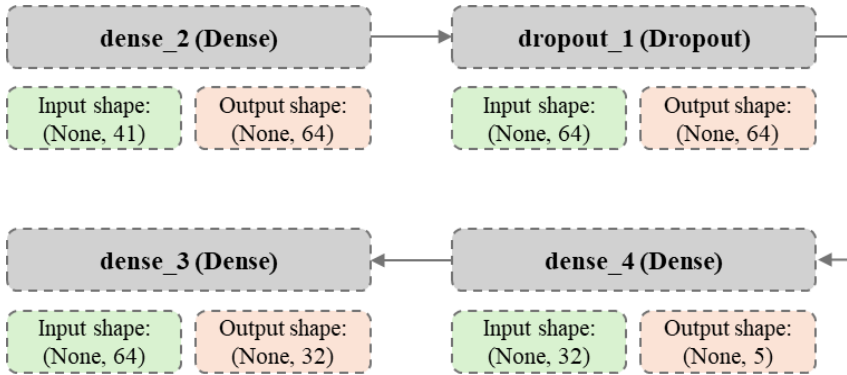 dense_2 (Dense)
Input shape:
(None, 41)
Output shape:
(None, 64)
dropout_1 (Dropout)
Input shape:
(None, 64)
Output shape:
(None, 64)
dense_3 (Dense)
Input shape:
(None, 64)
Output shape:
(None, 32)
dense_4 (Dense)
Input shape:
(None, 32)
Output shape:
(None, 5)